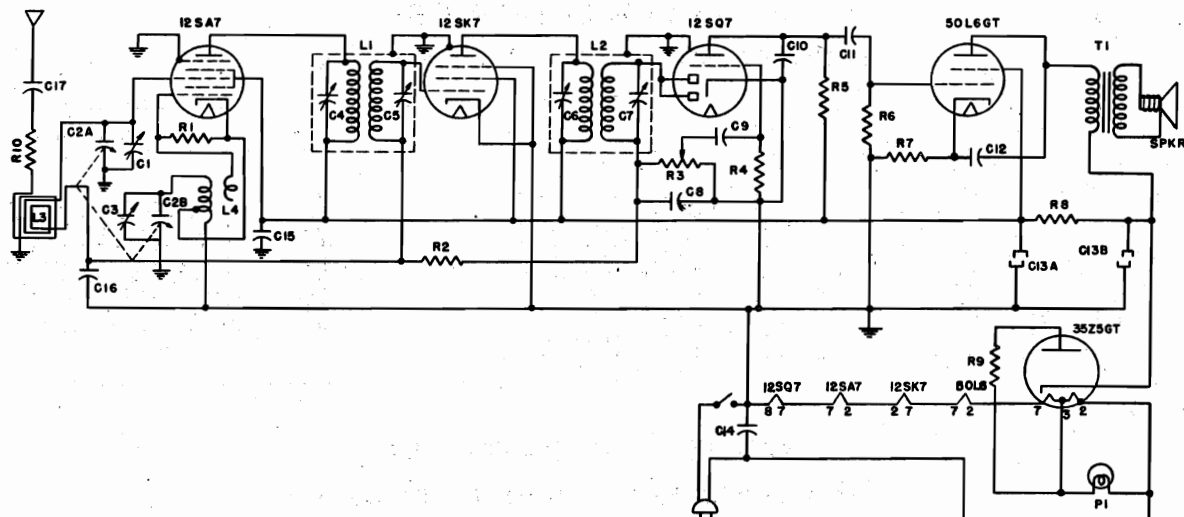 12SA7
12SK7
12SQ7
50L6GT
L1
L2
C10
C11
T1
C17
C2A
C1
C4
C5
C6
C7
R5
R10
R1
C9
R6
R7
C12
SPKR
R3
R4
C3
C2B
L4
C8
L3
C15
R8
R2
C13A
C13B
C16
35Z5GT
R9
12SQ7
12SA7
12SK7
50L6
8 7
7 2
2 7
7 2
7
3
2
C14
P1